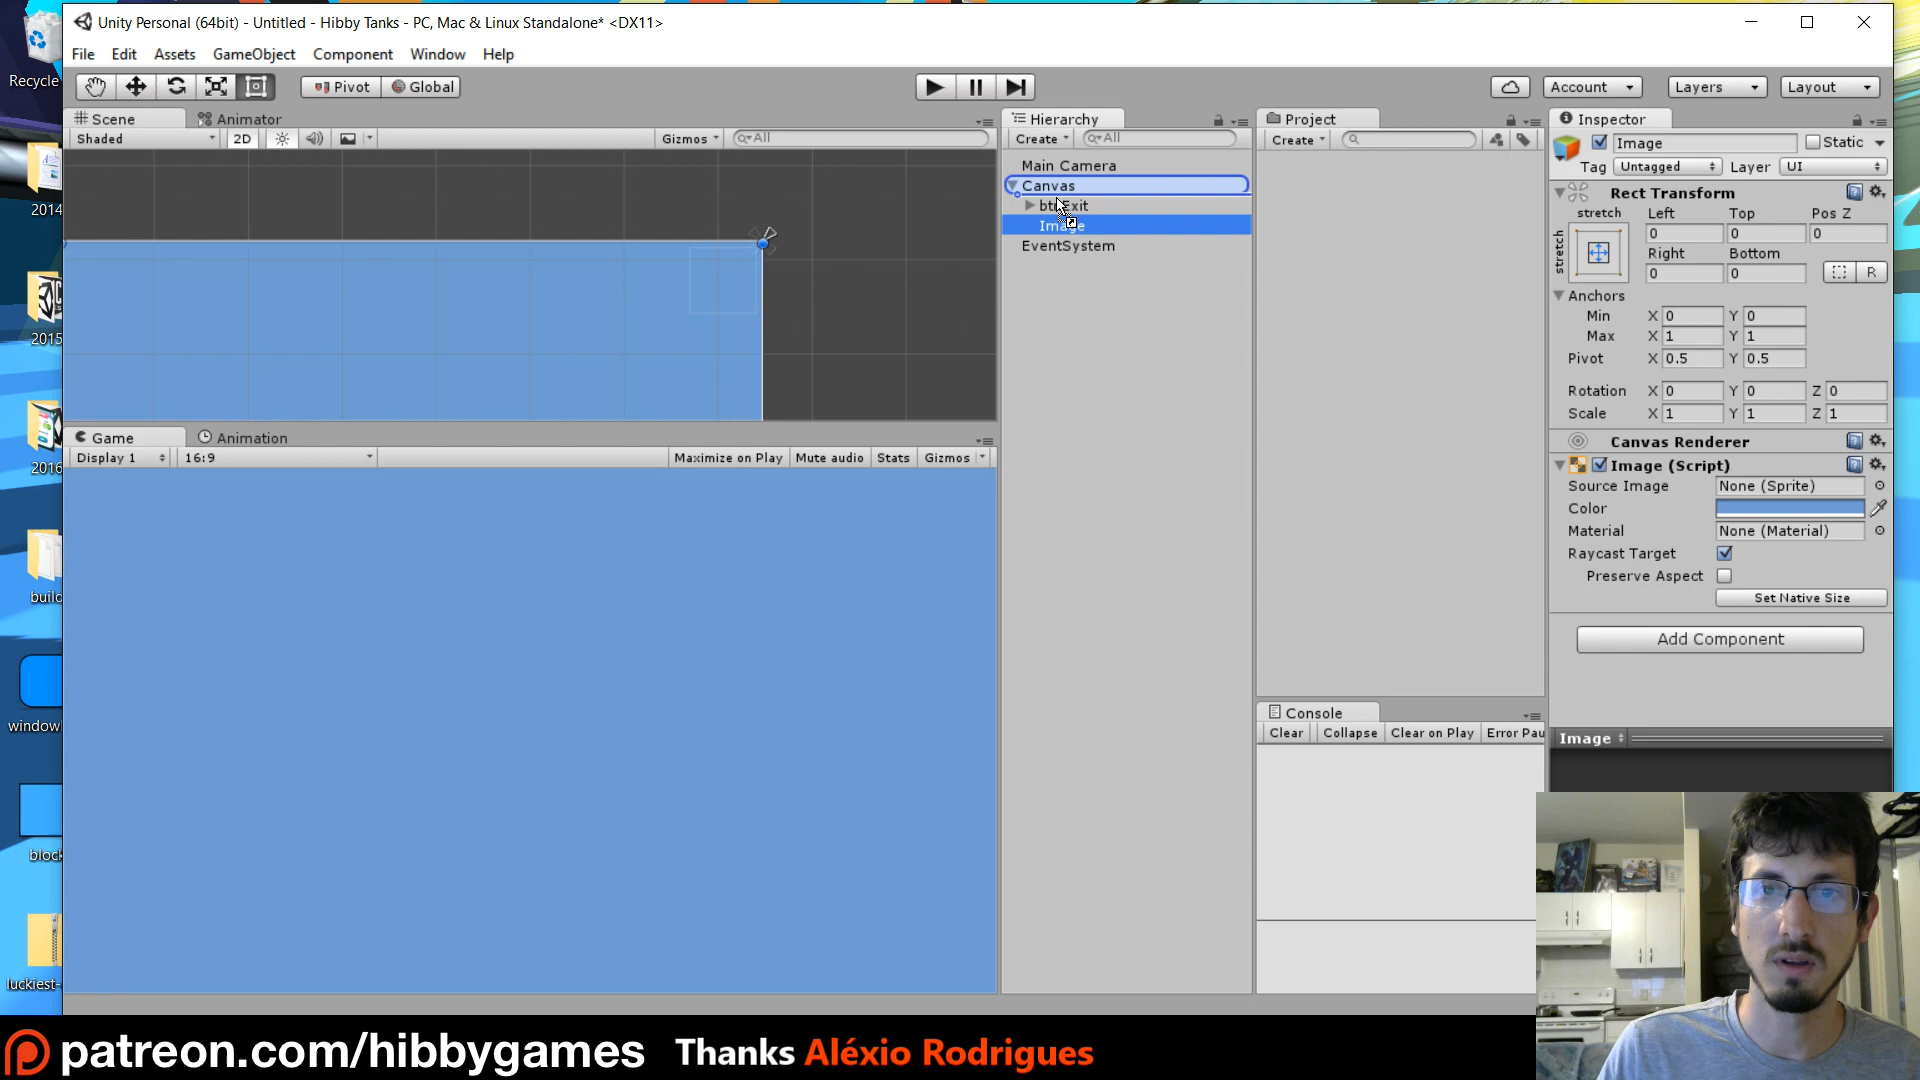 Recycle
Unity Personal (64bit) - Untitled - Hibby Tanks - PC, Mac & Linux Standalone* <DX11>
File Edit Assets GameObject Component Window Help
Pivot Global Account Layers Layout
Scene Animator
Shaded 2D Gizmos All
Hierarchy
Create All
Main Camera
Canvas
Image
EventSystem
Project
Create
Inspector
Image Static
Tag Untagged Layer UI
Rect Transform
stretch Left Top Pos Z
stretch 0 0 0
Right Bottom
0 0 R
Anchors
Min X 0 Y 0
Max X 1 Y 1
Pivot X 0.5 Y 0.5
Rotation X 0 Y 0 Z 0
Scale X 1 Y 1 Z 1
Canvas Renderer
Image (Script)
Source Image None (Sprite)
Color
Material None (Material)
Raycast Target
Preserve Aspect
Set Native Size
Add Component
Image
Game Animation
Display 1 16:9 Maximize on Play Mute audio Stats Gizmos
Console
Clear Collapse Clear on Play Error Pau
2014
2015
2016
build
window
block
luckiest-
patreon.com/hibbygames Thanks Aléxio Rodrigues